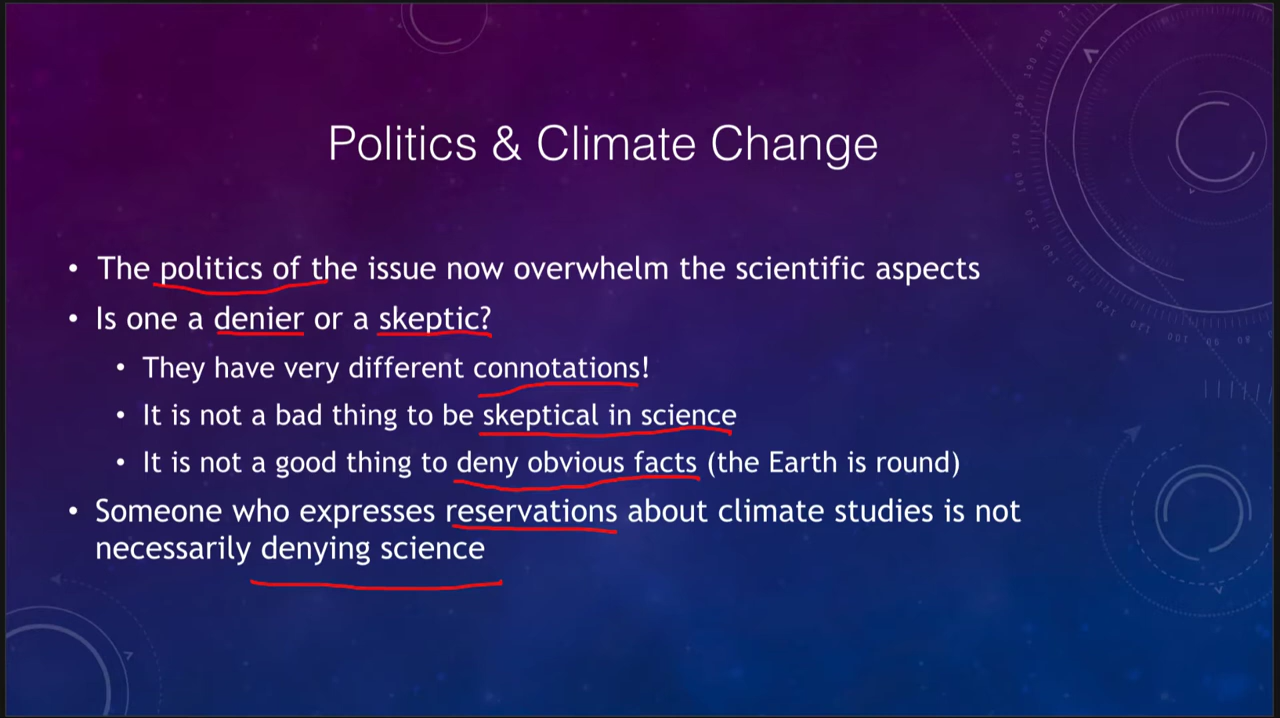 Politics & Climate Change
• The politics of the issue now overwhelm the scientific aspects
• Is one a denier or a skeptic?
• They have very different connotations!
• It is not a bad thing to be skeptical in science
• It is not a good thing to deny obvious facts (the Earth is round)
• Someone who expresses reservations about climate studies is not
necessarily denying science